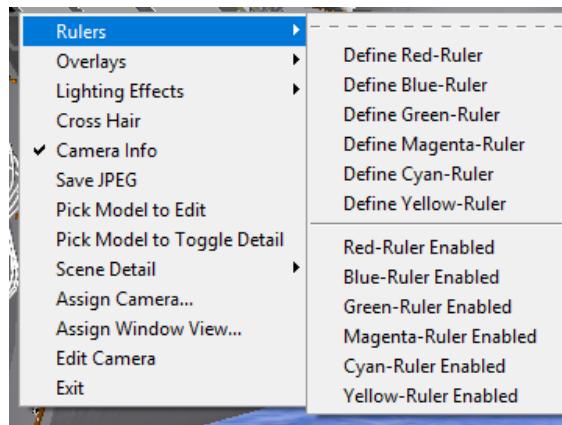 Rulers
Overlays
Lighting Effects
Cross Hair
Camera Info
Save JPEG
Pick Model to Edit
Pick Model to Toggle Detail
Scene Detail
Assign Camera...
Assign Window View...
Edit Camera
Exit
Define Red-Ruler
Define Blue-Ruler
Define Green-Ruler
Define Magenta-Ruler
Define Cyan-Ruler
Define Yellow-Ruler
Red-Ruler Enabled
Blue-Ruler Enabled
Green-Ruler Enabled
Magenta-Ruler Enabled
Cyan-Ruler Enabled
Yellow-Ruler Enabled